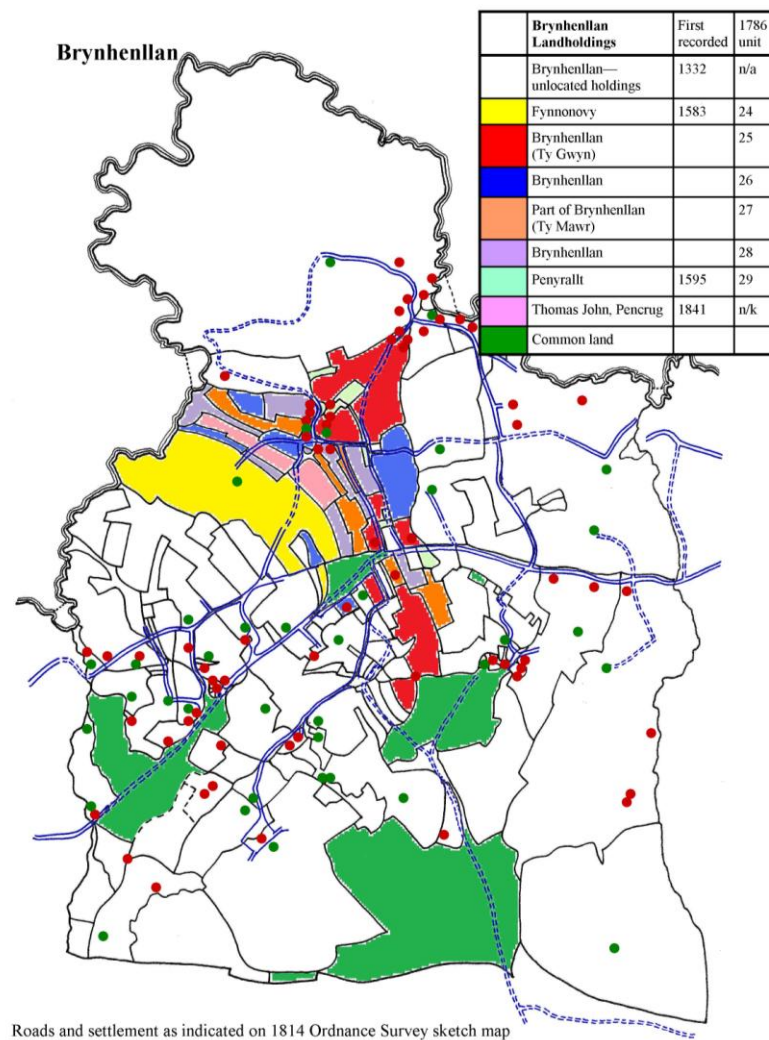 Brynhenllan
Brynhenllan Landholdings First recorded 1786 unit
Brynhenllan—unlocated holdings 1332 n/a
Fynnonovy 1583 24
Brynhenllan (Ty Gwyn) 25
Brynhenllan 26
Part of Brynhenllan (Ty Mawr) 27
Brynhenllan 28
Penyrallt 1595 29
Thomas John, Pencrug 1841 n/k
Common land
Roads and settlement as indicated on 1814 Ordnance Survey sketch map